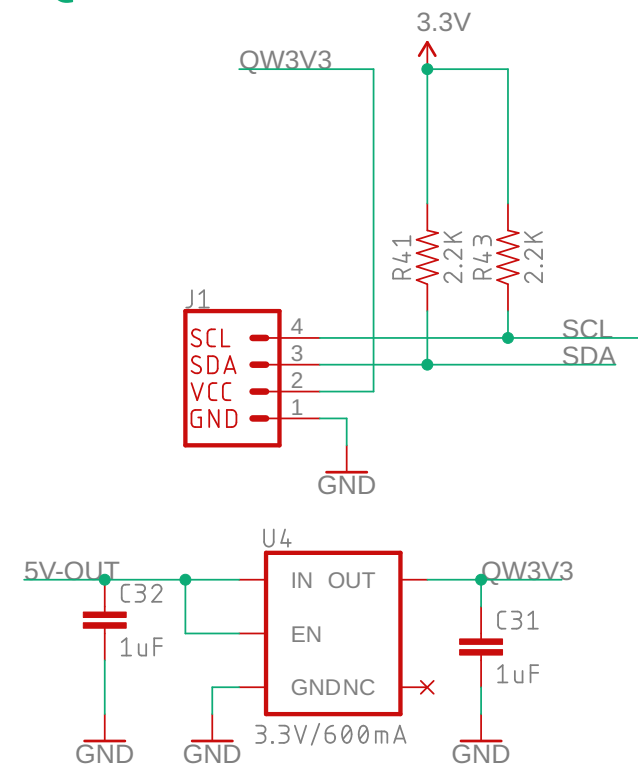 3.3V
QW3V3
R41
2.2K
R43
2.2K
J1
SCL 4
SDA 3
VCC 2
GND 1
SCL
SDA
GND
U4
5V-OUT
IN OUT
QW3V3
C32
1uF
EN
C31
1uF
GND NC
3.3V/600mA
GND
GND
GND